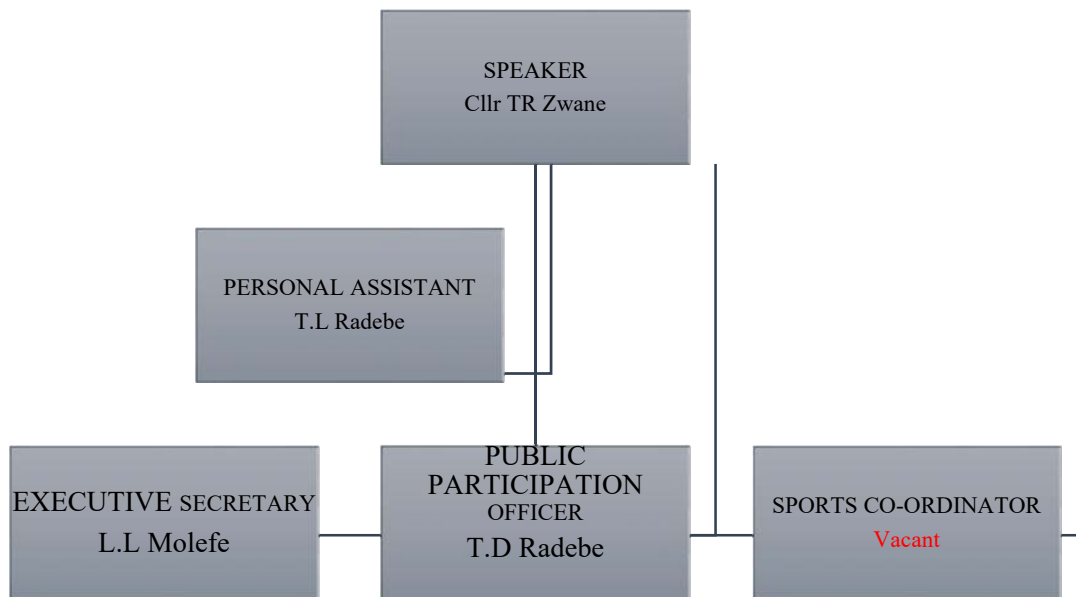 SPEAKER
Cllr TR Zwane
PERSONAL ASSISTANT
T.L Radebe
EXECUTIVE SECRETARY
L.L Molefe
PUBLIC
PARTICIPATION
OFFICER
T.D Radebe
SPORTS CO-ORDINATOR
Vacant